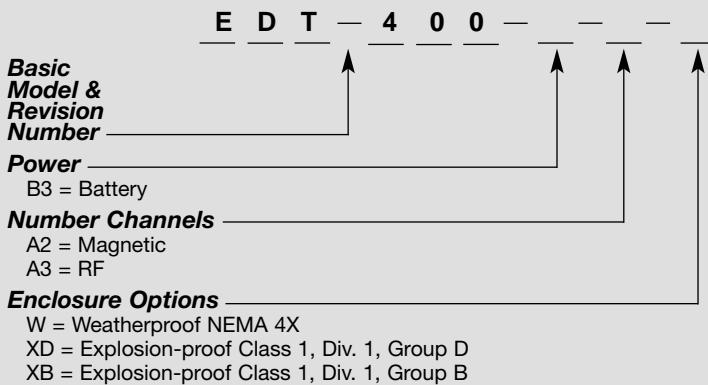 E D T — 4 0 0 — __ — __ — __
Basic
Model &
Revision
Number
Power
B3 = Battery
Number Channels
A2 = Magnetic
A3 = RF
Enclosure Options
W = Weatherproof NEMA 4X
XD = Explosion-proof Class 1, Div. 1, Group D
XB = Explosion-proof Class 1, Div. 1, Group B